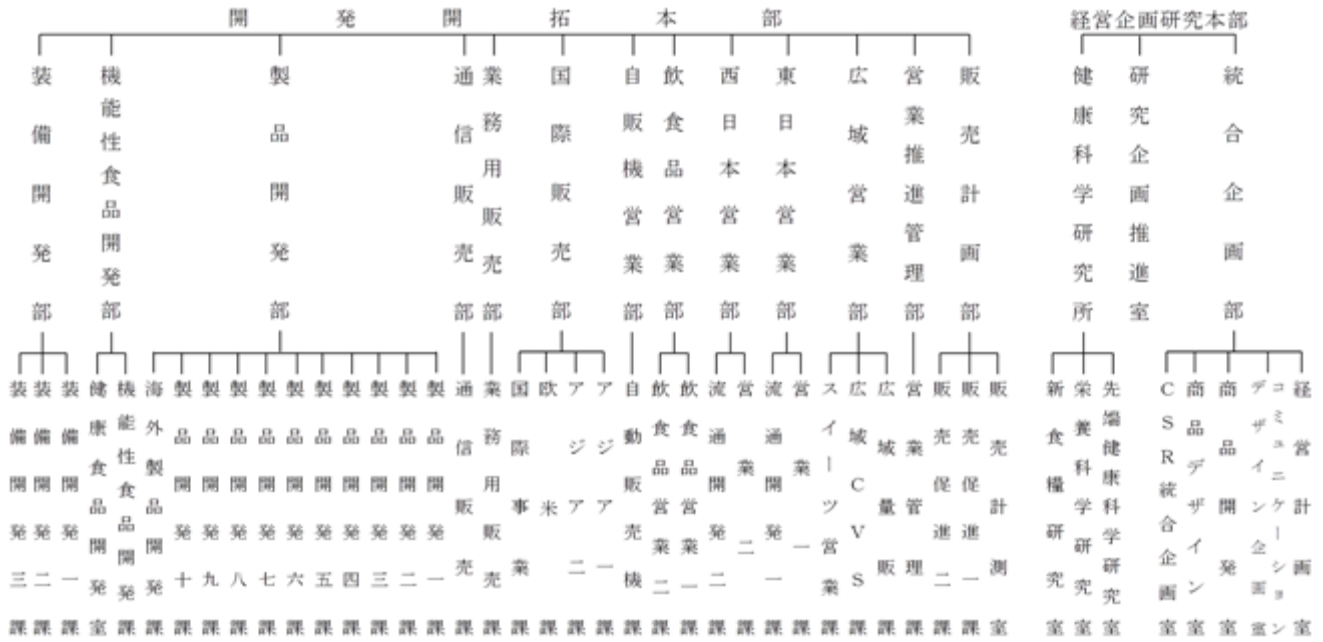 経営企画研究本部
統合企画部
研究企画推進室
健康科学研究所
経営計画室
コミュニケーション
デザイン企画室
商品開発室
商品デザイン室
CSR統合企画室
先端健康科学研究室
栄養科学研究室
新食糧研究室
開発開拓本部
販売計画部
営業推進管理部
広域営業部
東日本営業部
西日本営業部
飲食品営業部
自販機営業部
国際販売部
業務用販売部
通信販売部
製品開発部
機能性食品開発部
装備開発部
販売計測室
販売促進一課
販売促進二課
営業管理課
広域量販課
広域CVS課
スイーツ営業課
営業一課
流通開発一課
営業二課
流通開発二課
飲食品営業一課
飲食品営業二課
自動販売機課
アジア一課
アジア二課
欧米課
国際事業課
業務用販売課
通信販売課
製品開発一課
製品開発二課
製品開発三課
製品開発四課
製品開発五課
製品開発六課
製品開発七課
製品開発八課
製品開発九課
製品開発十課
海外製品開発課
機能性食品開発課
健康食品開発室
装備開発一課
装備開発二課
装備開発三課